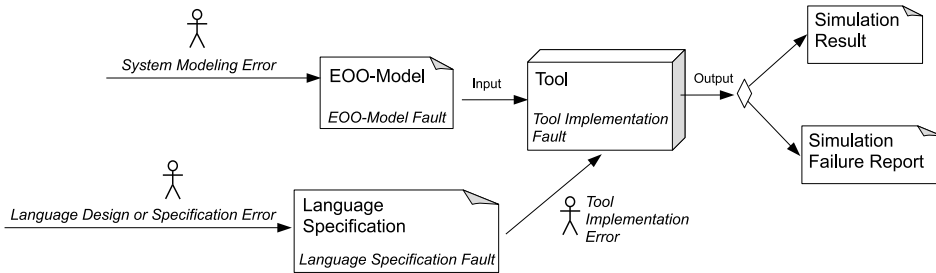 System Modeling Error
EOO-Model
EOO-Model Fault
Input
Tool
Tool Implementation
Fault
Output
Simulation
Result
Simulation
Failure Report
Language Design or Specification Error
Language
Specification
Language Specification Fault
Tool
Implementation
Error